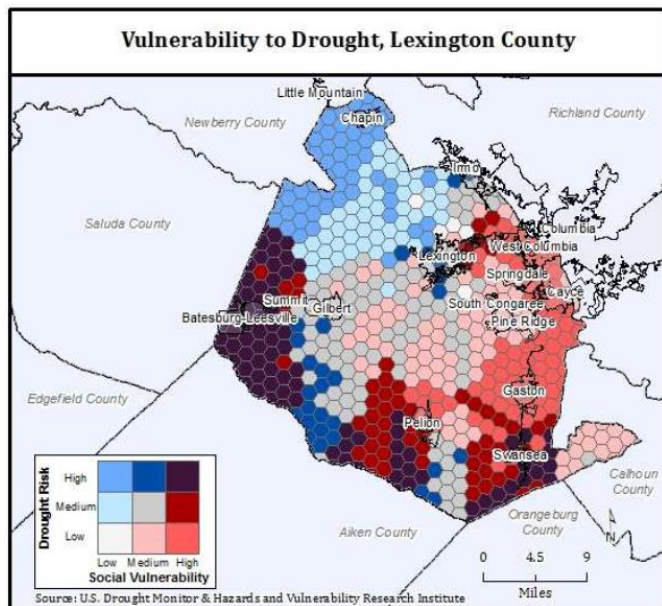 Vulnerability to Drought, Lexington County
Little Mountain
Newberry County
Chapin
Richland County
Irmo
Saluda County
Columbia
Lexington
West Columbia
Springdale
Summit
Gilbert
South Congaree
Cayce
Batesburg-Leesville
Pine Ridge
Edgefield County
Gaston
Pelion
Swansea
Calhoun
County
Orangeburg
County
Aiken County
N
Drought Risk
High
Medium
Low
Low Medium High
Social Vulnerability
0 4.5 9
Miles
Source: U.S. Drought Monitor & Hazards and Vulnerability Research Institute